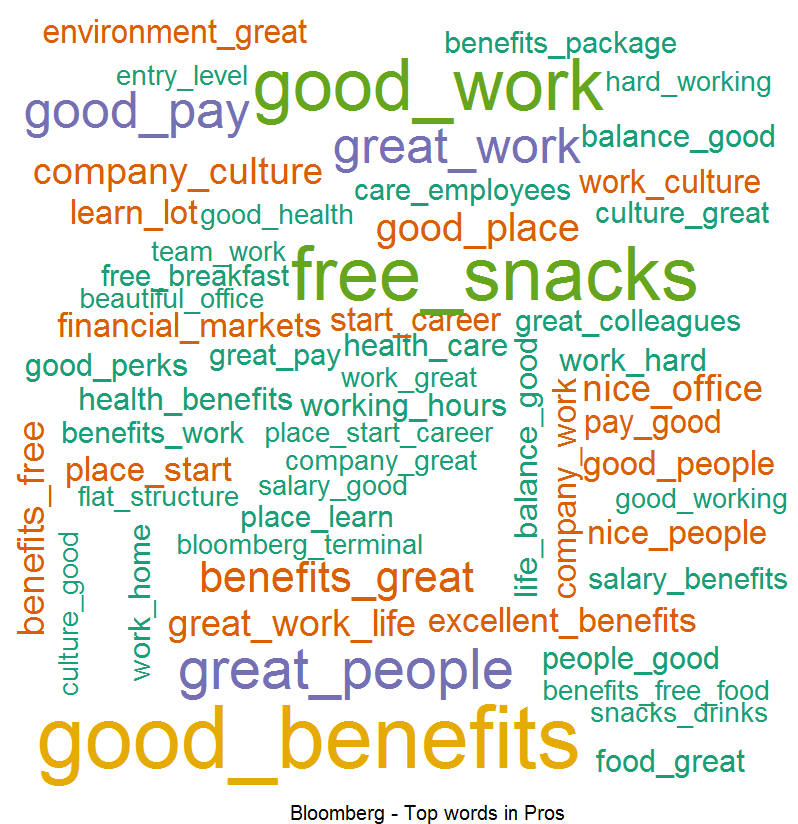 environment_great
benefits_package
entry_level
good_work
hard_working
good_pay
great_work
balance_good
company_culture
care_employees
work_culture
learn_lot
good_health
good_place
culture_great
team_work
free_breakfast
free_snacks
beautiful_office
financial_markets
start_career
great_colleagues
good_perks
great_pay
health_care
work_hard
work_great
nice_office
health_benefits
working_hours
life_balance_good
company_work
pay_good
benefits_free
benefits_work
place_start_career
place_start
company_great
good_people
flat_structure
salary_good
good_working
place_learn
nice_people
culture_good
work_home
bloomberg_terminal
benefits_great
salary_benefits
great_work_life
excellent_benefits
great_people
people_good
benefits_free_food
snacks_drinks
good_benefits
food_great
Bloomberg - Top words in Pros